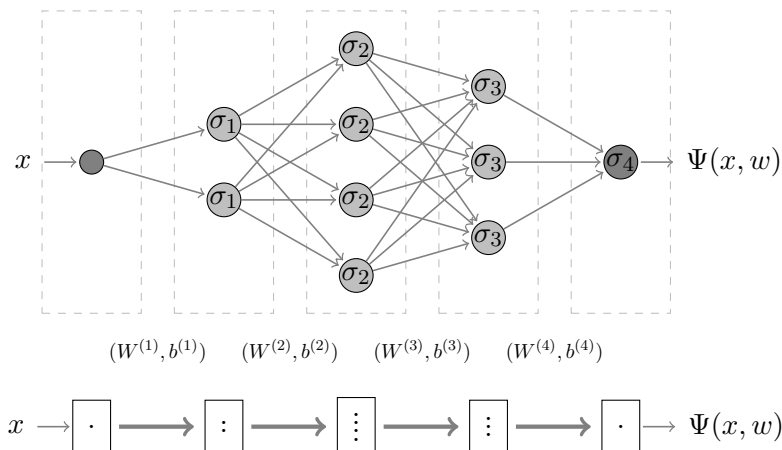 σ₂
σ₃
σ₁ σ₂
x σ₃ σ₄ Ψ(x, w)
σ₁ σ₂
σ₃
σ₂
(W⁽¹⁾, b⁽¹⁾) (W⁽²⁾, b⁽²⁾) (W⁽³⁾, b⁽³⁾) (W⁽⁴⁾, b⁽⁴⁾)
x Ψ(x, w)